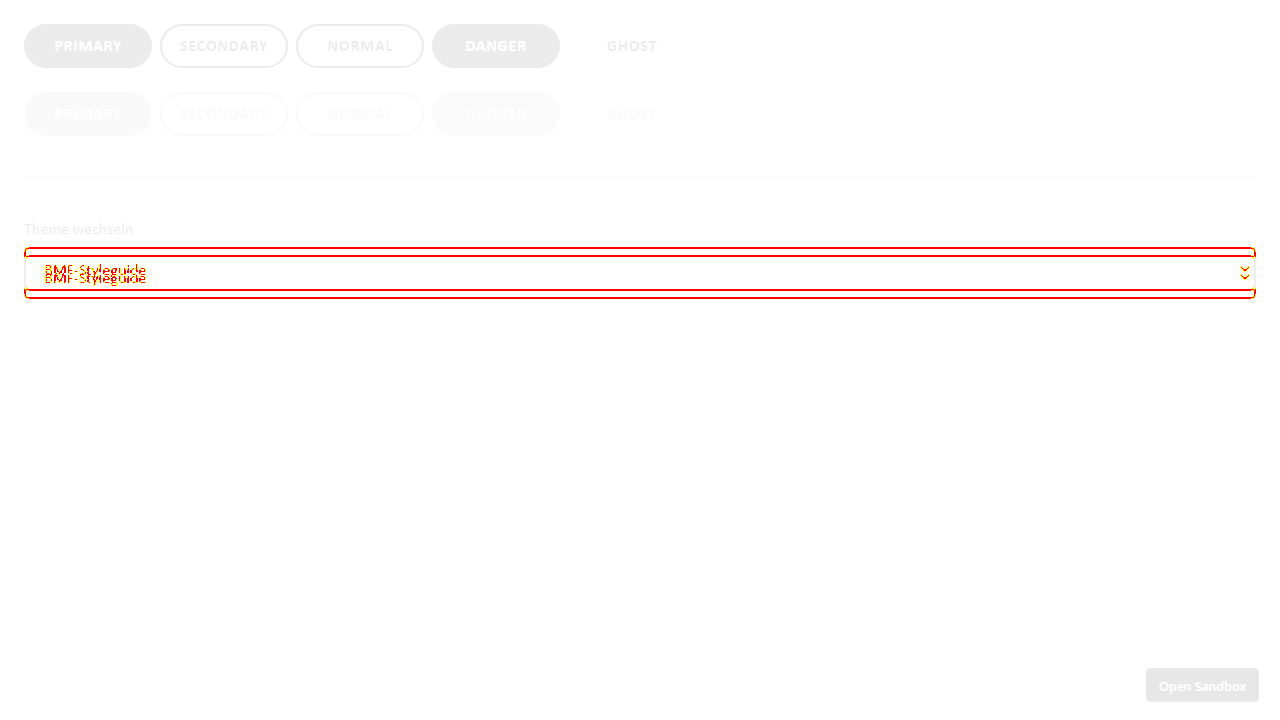 PRIMARY SECONDARY NORMAL DANGER GHOST
PRIMARY SECONDARY NORMAL DANGER GHOST
Theme wechseln
BMF-Styleguide
BMF-Styleguide
Open Sandbox